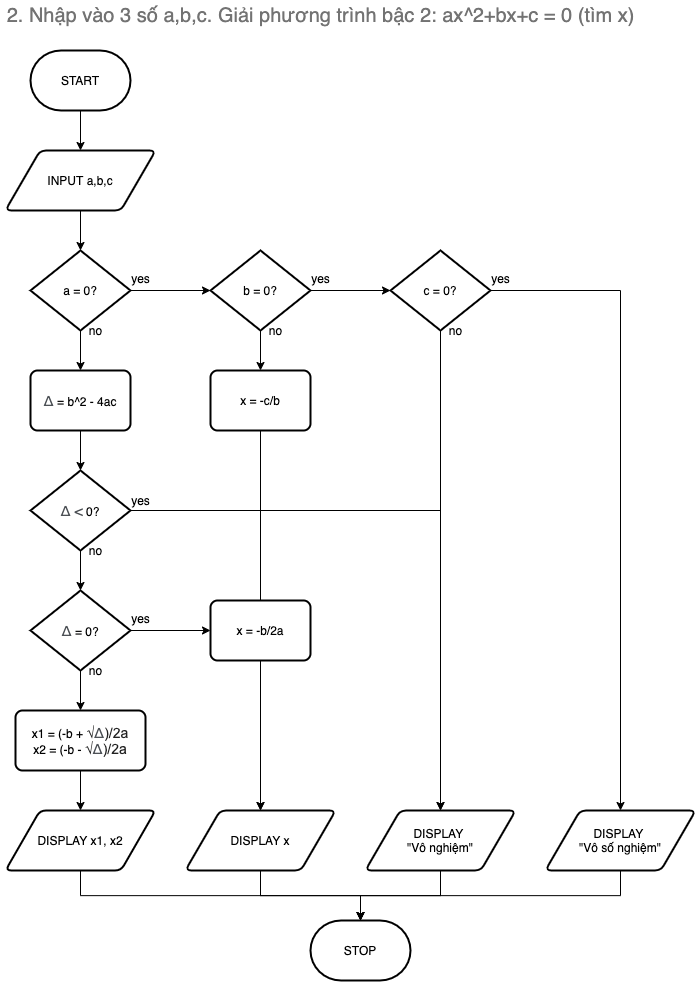 2. Nhập vào 3 số a,b,c. Giải phương trình bậc 2: ax^2+bx+c = 0 (tìm x)
START
INPUT a,b,c
a = 0?
yes
b = 0?
yes
c = 0?
yes
no
no
no
Δ = b^2 - 4ac
x = -c/b
Δ < 0?
yes
no
Δ = 0?
yes
x = -b/2a
no
x1 = (-b + √Δ)/2a
x2 = (-b - √Δ)/2a
DISPLAY x1, x2
DISPLAY x
DISPLAY
"Vô nghiệm"
DISPLAY
"Vô số nghiệm"
STOP